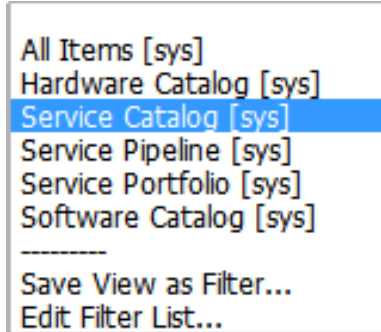 All Items [sys]
Hardware Catalog [sys]
Service Catalog [sys]
Service Pipeline [sys]
Service Portfolio [sys]
Software Catalog [sys]
---------
Save View as Filter...
Edit Filter List...